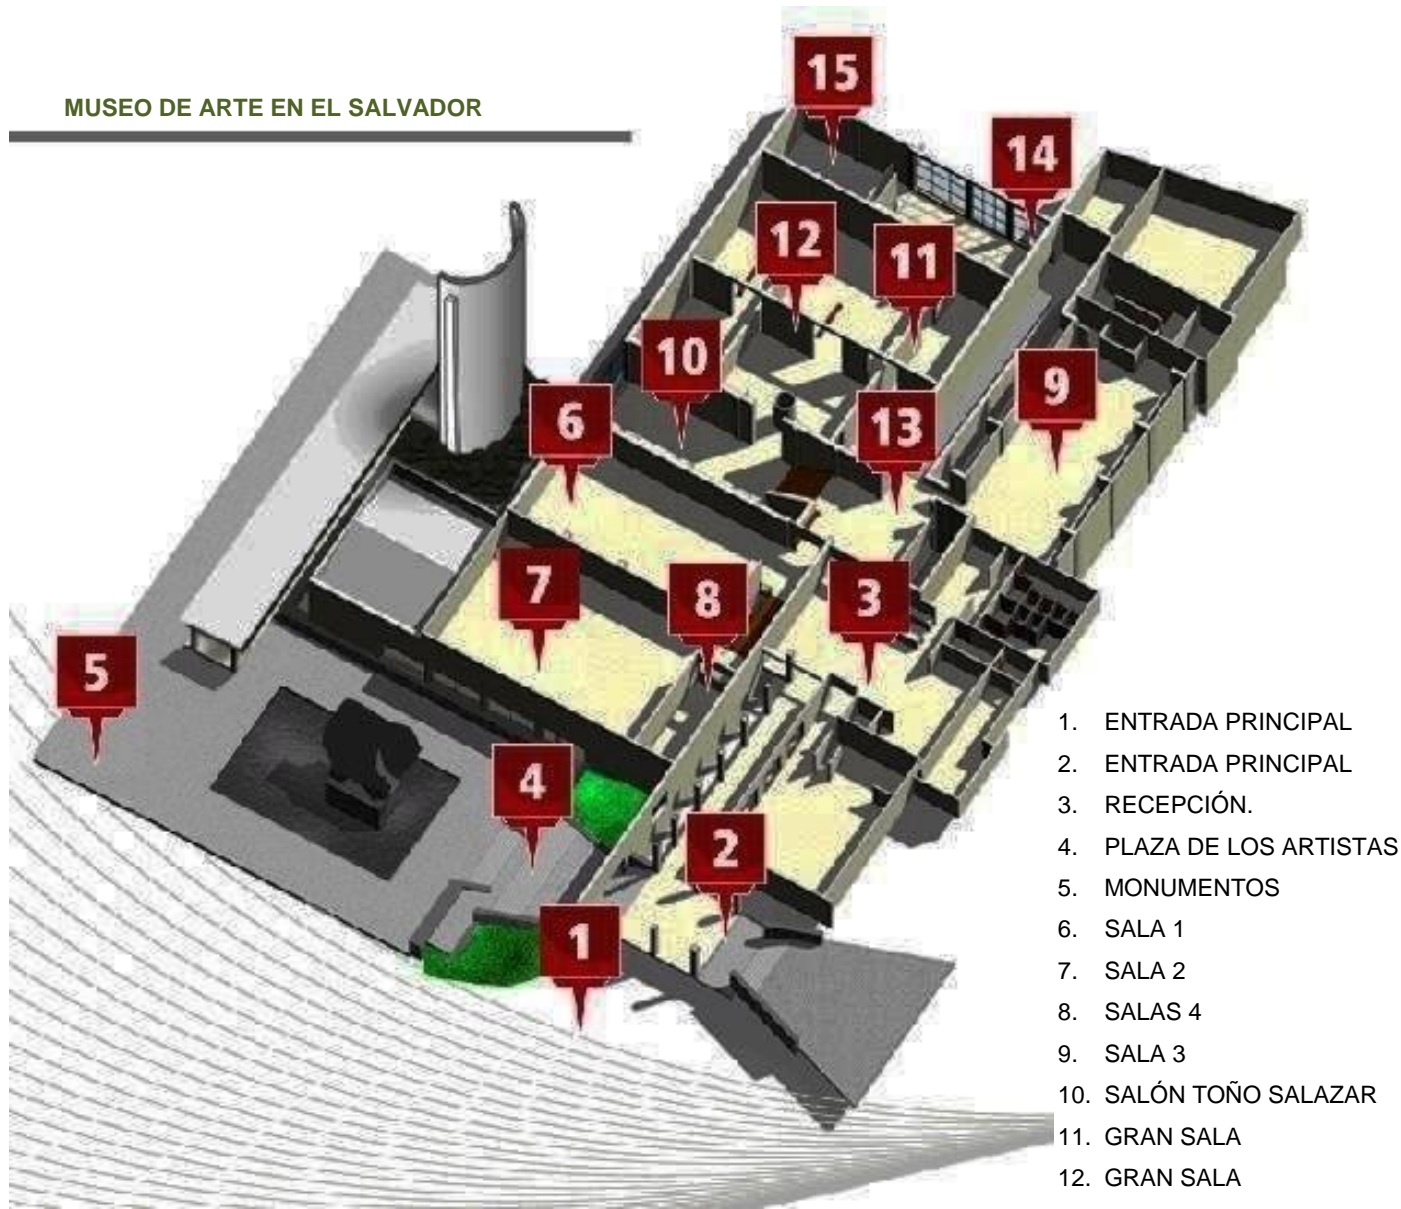 MUSEO DE ARTE EN EL SALVADOR
15
14
12
11
10
9
6
13
7
8
3
5
4
2
1
1. ENTRADA PRINCIPAL
2. ENTRADA PRINCIPAL
3. RECEPCIÓN.
4. PLAZA DE LOS ARTISTAS
5. MONUMENTOS
6. SALA 1
7. SALA 2
8. SALAS 4
9. SALA 3
10. SALÓN TOÑO SALAZAR
11. GRAN SALA
12. GRAN SALA